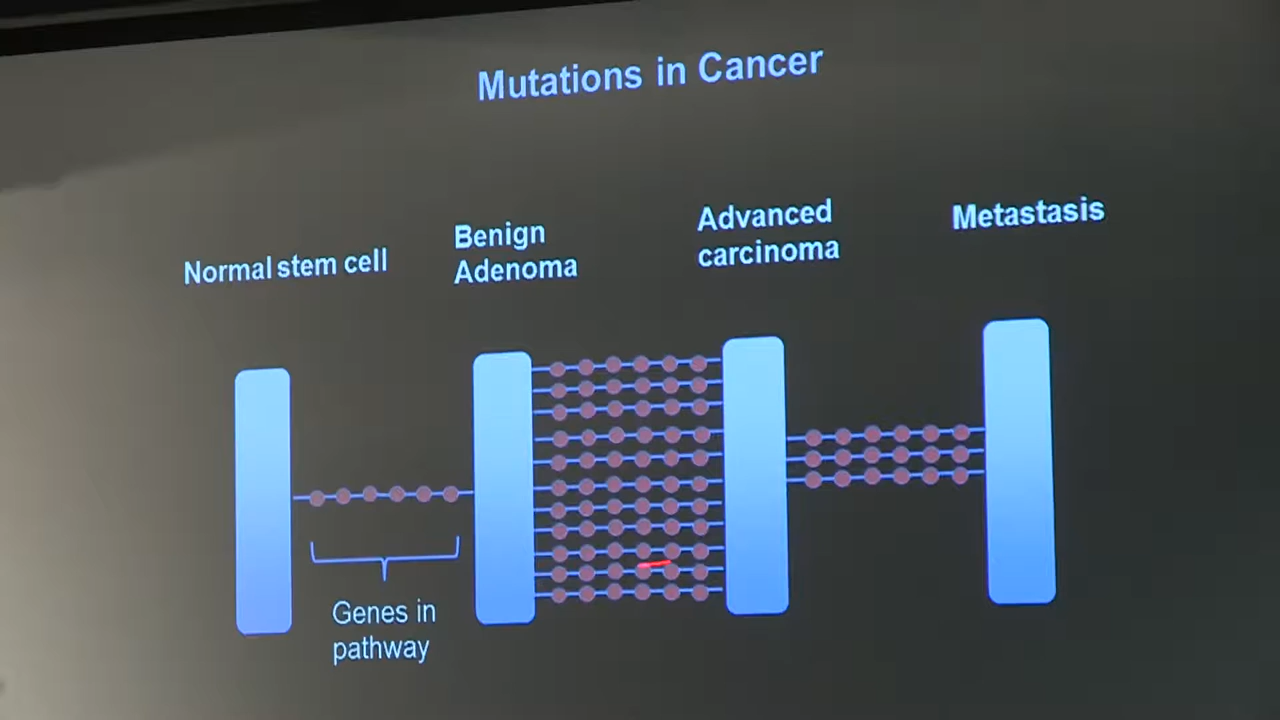 Mutations in Cancer
Normal stem cell
Benign
Adenoma
Advanced
carcinoma
Metastasis
Genes in
pathway